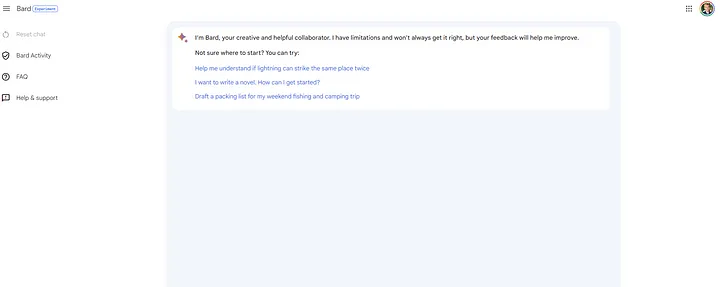 Bard Experiment
Reset chat
Bard Activity
FAQ
Help & support
I'm Bard, your creative and helpful collaborator. I have limitations and won't always get it right, but your feedback will help me improve.
Not sure where to start? You can try:
Help me understand if lightning can strike the same place twice
I want to write a novel. How can I get started?
Draft a packing list for my weekend fishing and camping trip